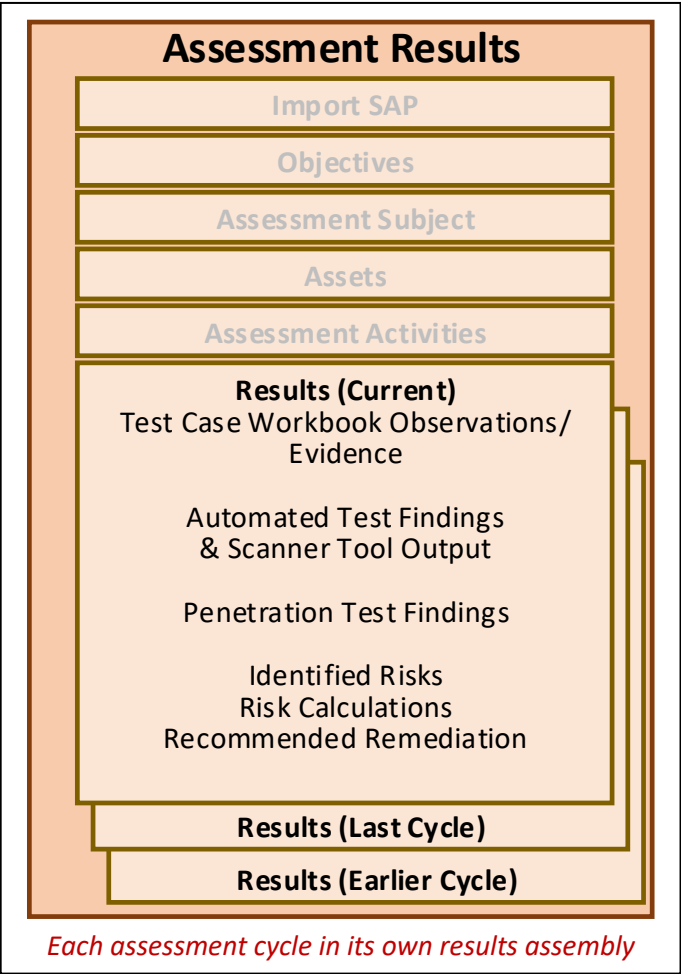 Assessment Results
Import SAP
Objectives
Assessment Subject
Assets
Assessment Activities
Results (Current)
Test Case Workbook Observations/
Evidence
Automated Test Findings
& Scanner Tool Output
Penetration Test Findings
Identified Risks
Risk Calculations
Recommended Remediation
Results (Last Cycle)
Results (Earlier Cycle)
Each assessment cycle in its own results assembly